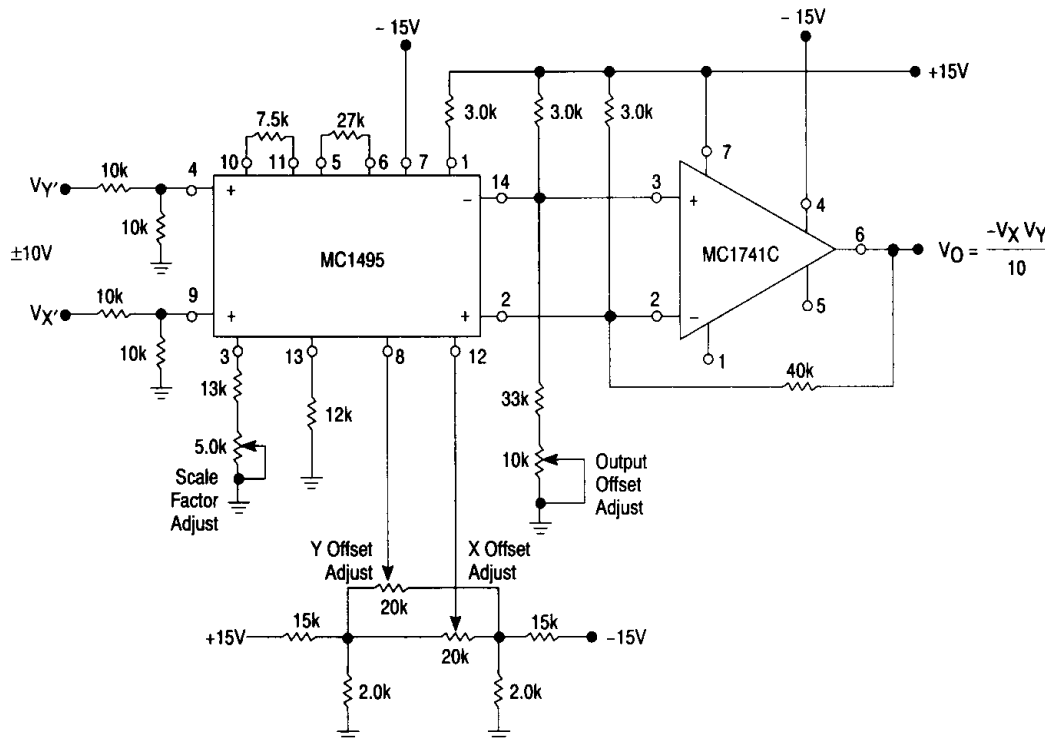 - 15V
- 15V
+15V
3.0k
3.0k
3.0k
7.5k
27k
10
11
5
6
7
1
7
10k
4
V_Y'
+
-
14
3
+
4
10k
±10V
MC1495
MC1741C
6
V_O = -V_X V_Y / 10
10k
9
V_X'
+
+
2
2
-
5
10k
3
13
8
12
1
40k
13k
33k
12k
5.0k
10k
Output
Offset
Adjust
Scale
Factor
Adjust
Y Offset
Adjust
X Offset
Adjust
20k
+15V
15k
20k
15k
-15V
2.0k
2.0k